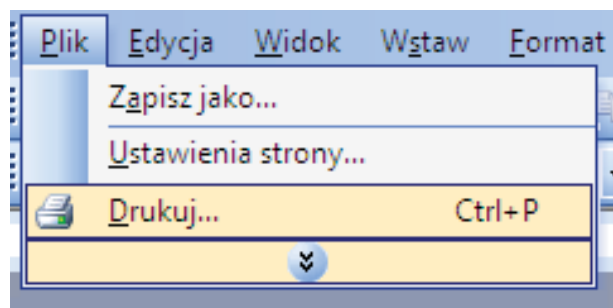 Plik Edycja Widok Wstaw Format
Zapisz jako...
Ustawienia strony...
Drukuj... Ctrl+P